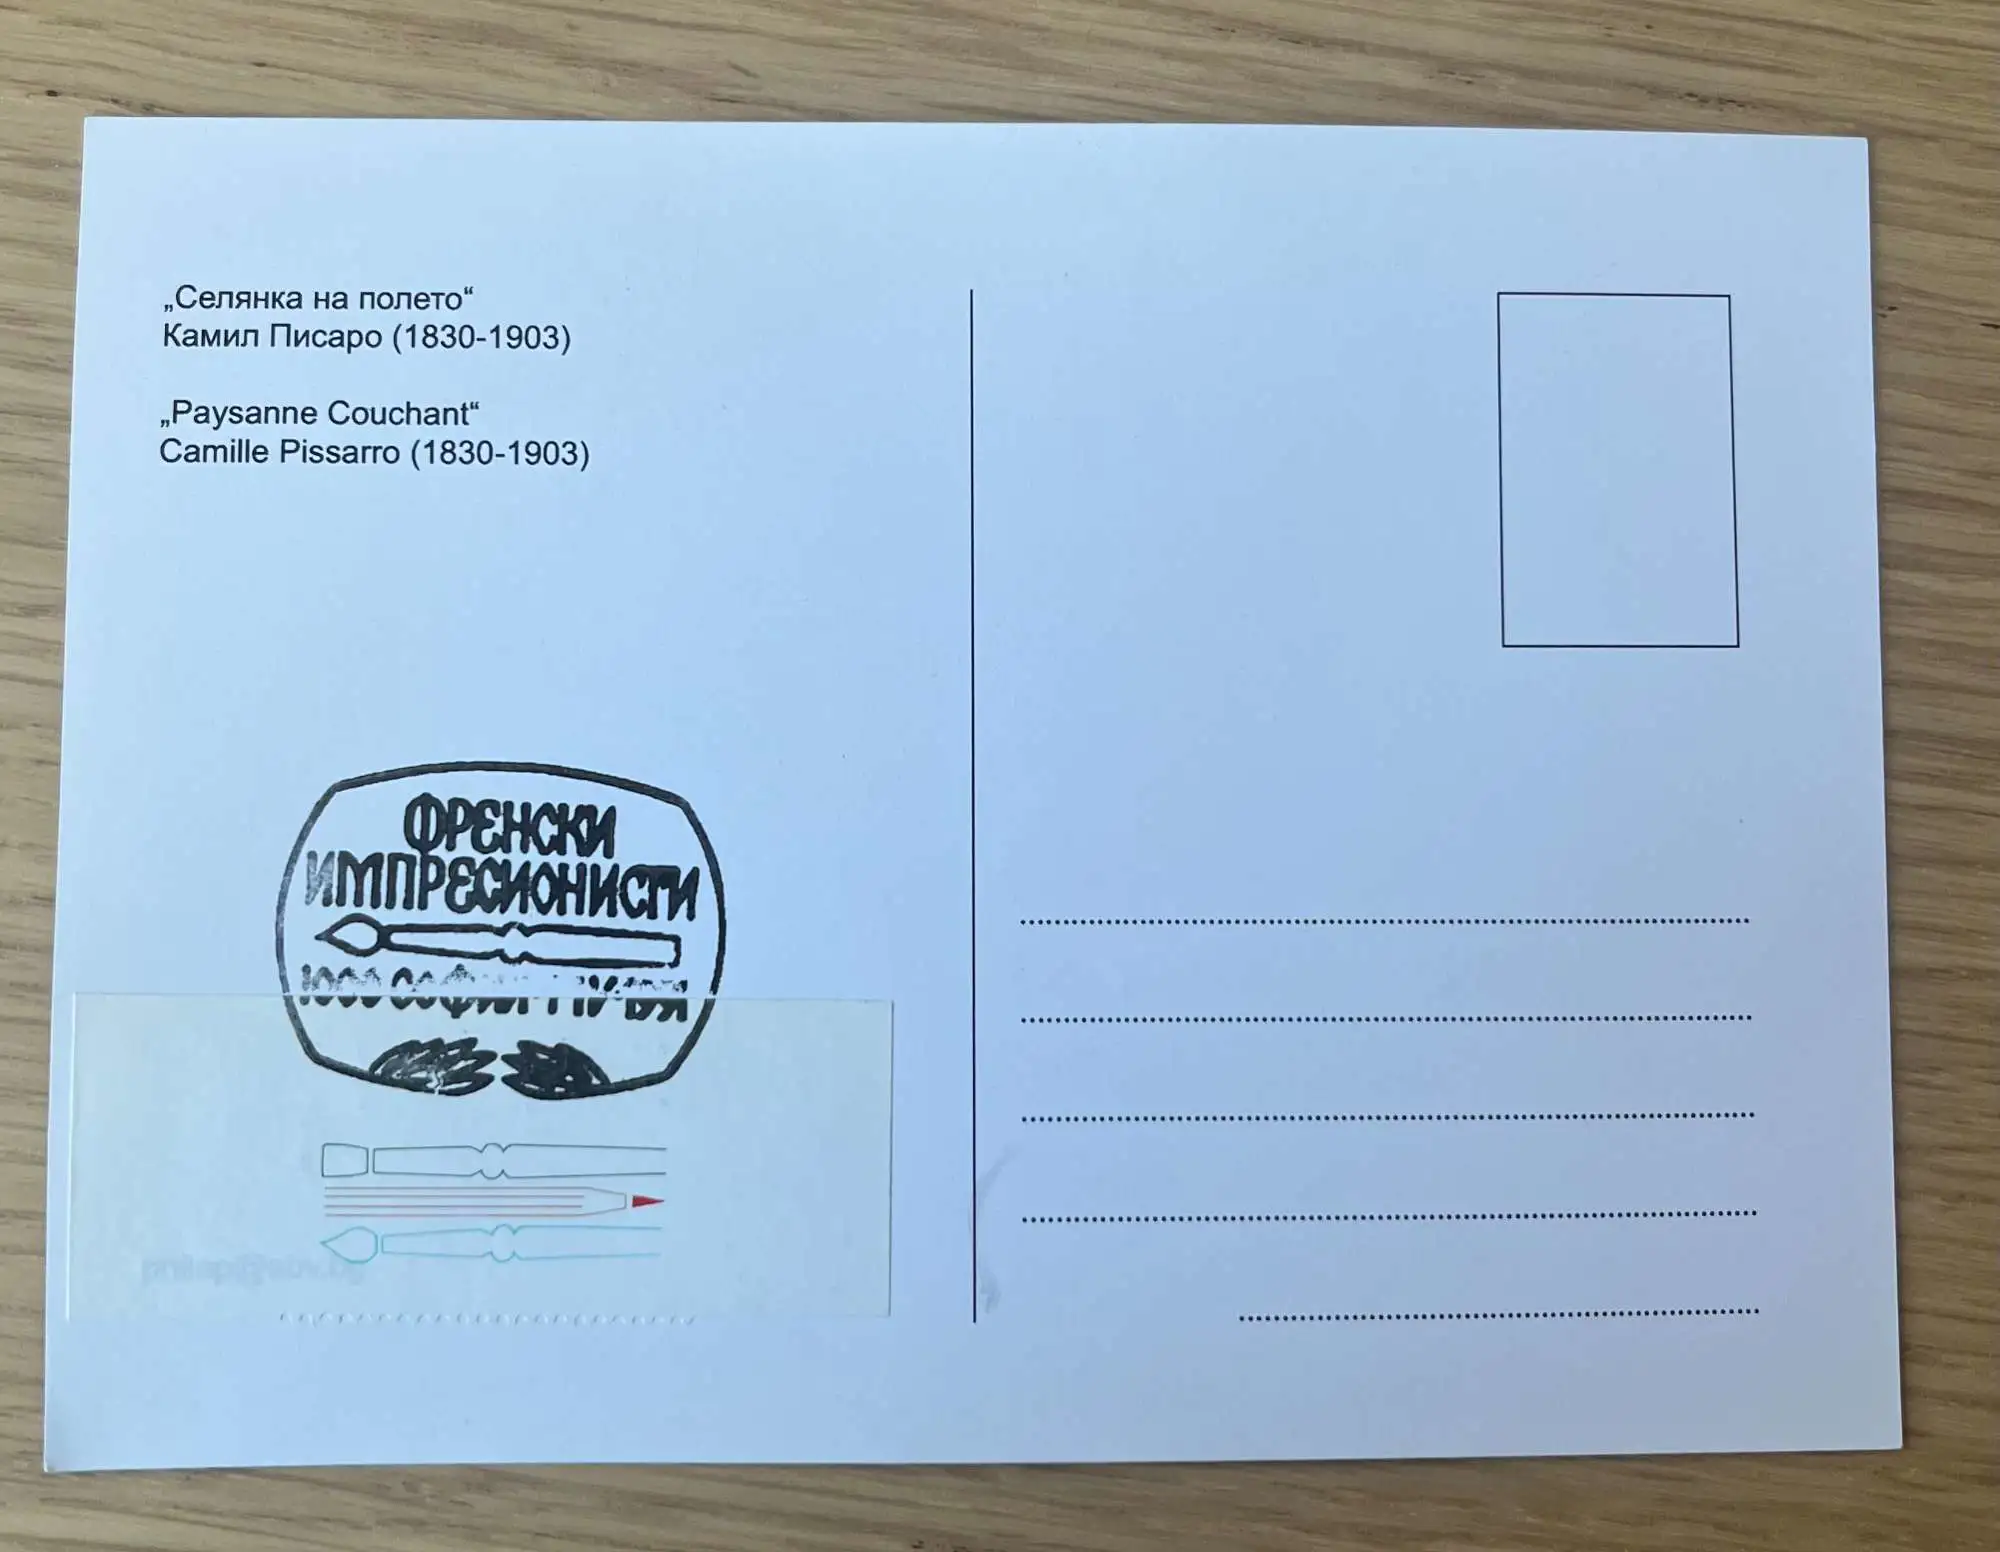 „Селянка на полето“
Камил Писаро (1830-1903)
„Paysanne Couchant“
Camille Pissarro (1830-1903)
ФРЕНСКИ
ИМПРЕСИОНИСТИ